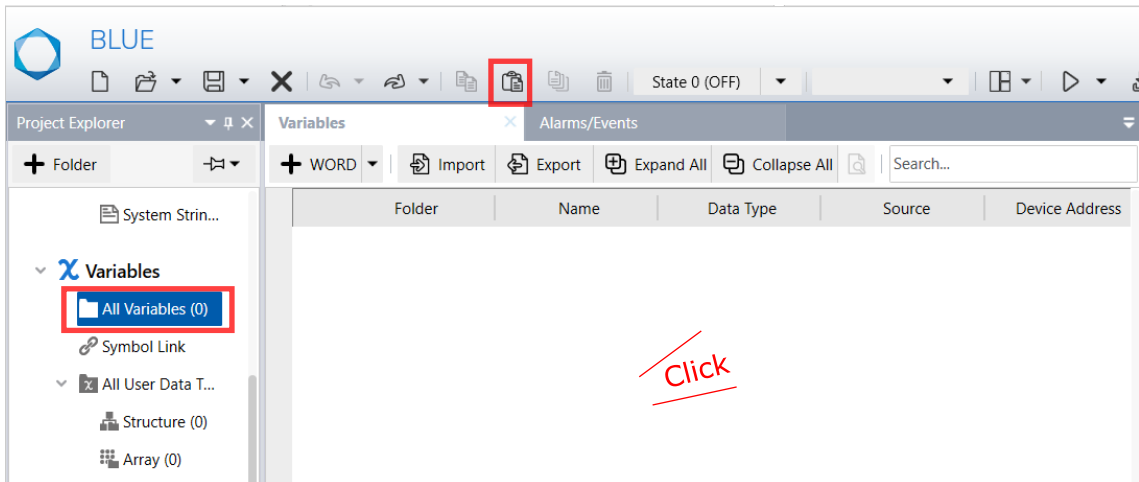 BLUE
State 0 (OFF)
Project Explorer
Variables
Alarms/Events
Folder
WORD
Import
Export
Expand All
Collapse All
Search...
System Strin...
Folder
Name
Data Type
Source
Device Address
Variables
All Variables (0)
Symbol Link
All User Data T...
Structure (0)
Array (0)
Click